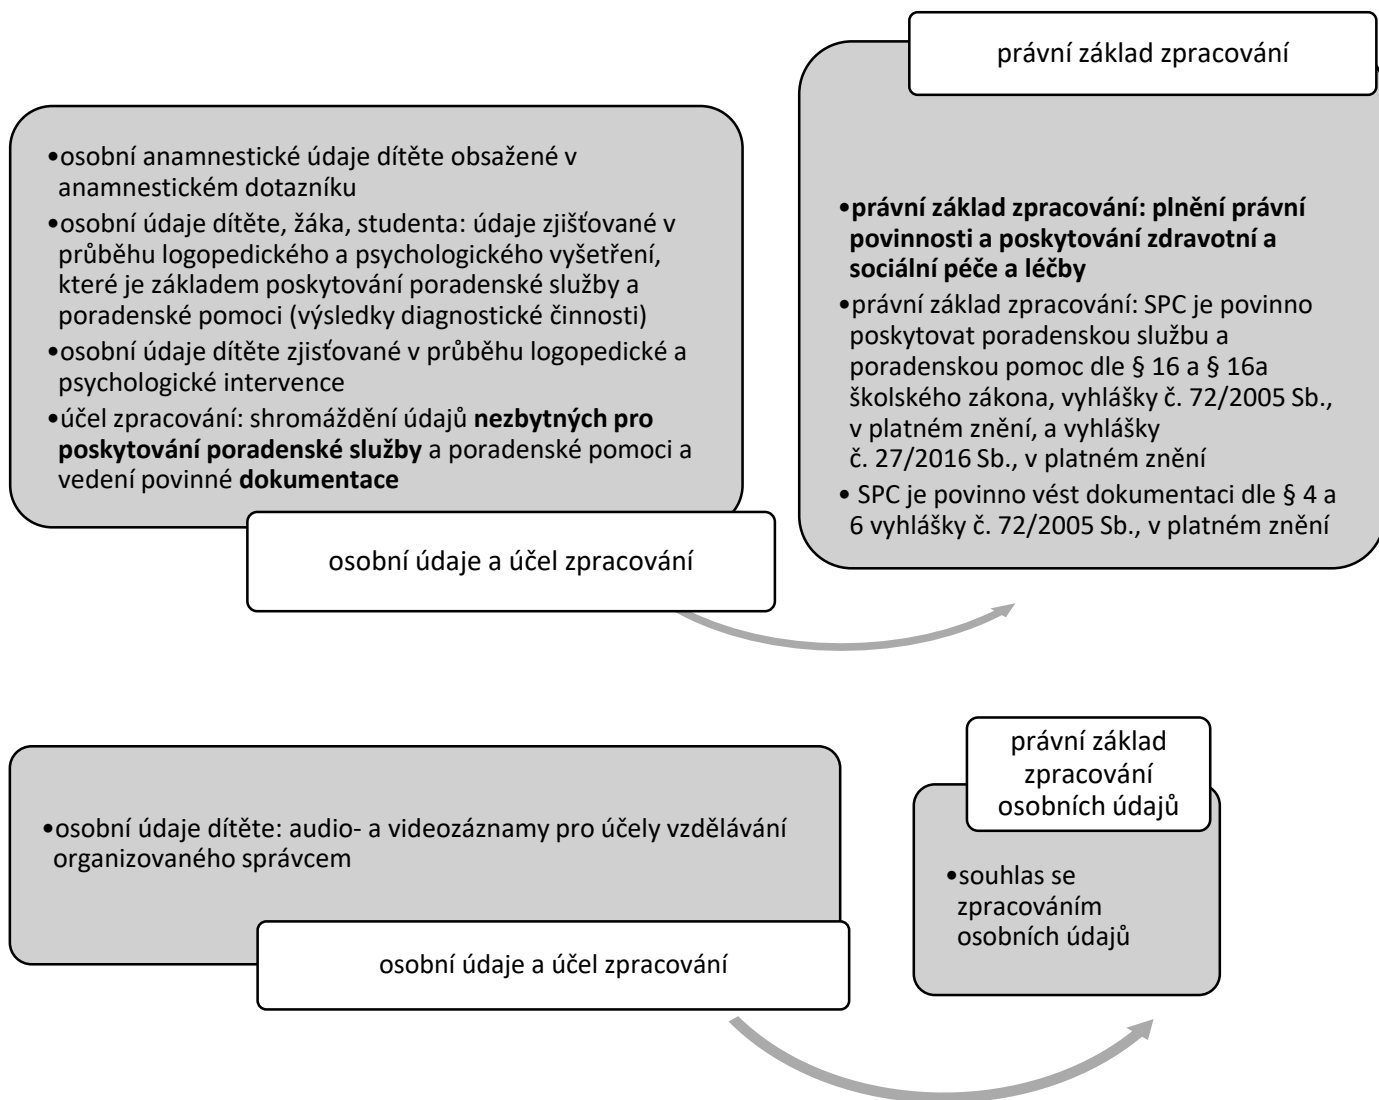 •osobní anamnestické údaje dítěte obsažené v
anamnestickém dotazníku
•osobní údaje dítěte, žáka, studenta: údaje zjišťované v
průběhu logopedického a psychologického vyšetření,
které je základem poskytování poradenské služby a
poradenské pomoci (výsledky diagnostické činnosti)
•osobní údaje dítěte zjisťované v průběhu logopedické a
psychologické intervence
•účel zpracování: shromáždění údajů nezbytných pro
poskytování poradenské služby a poradenské pomoci a
vedení povinné dokumentace
osobní údaje a účel zpracování
právní základ zpracování
•právní základ zpracování: plnění právní
povinnosti a poskytování zdravotní a
sociální péče a léčby
•právní základ zpracování: SPC je povinno
poskytovat poradenskou službu a
poradenskou pomoc dle § 16 a § 16a
školského zákona, vyhlášky č. 72/2005 Sb.,
v platném znění, a vyhlášky
č. 27/2016 Sb., v platném znění
• SPC je povinno vést dokumentaci dle § 4 a
6 vyhlášky č. 72/2005 Sb., v platném znění
•osobní údaje dítěte: audio- a videozáznamy pro účely vzdělávání
organizovaného správcem
osobní údaje a účel zpracování
právní základ
zpracování
osobních údajů
•souhlas se
zpracováním
osobních údajů